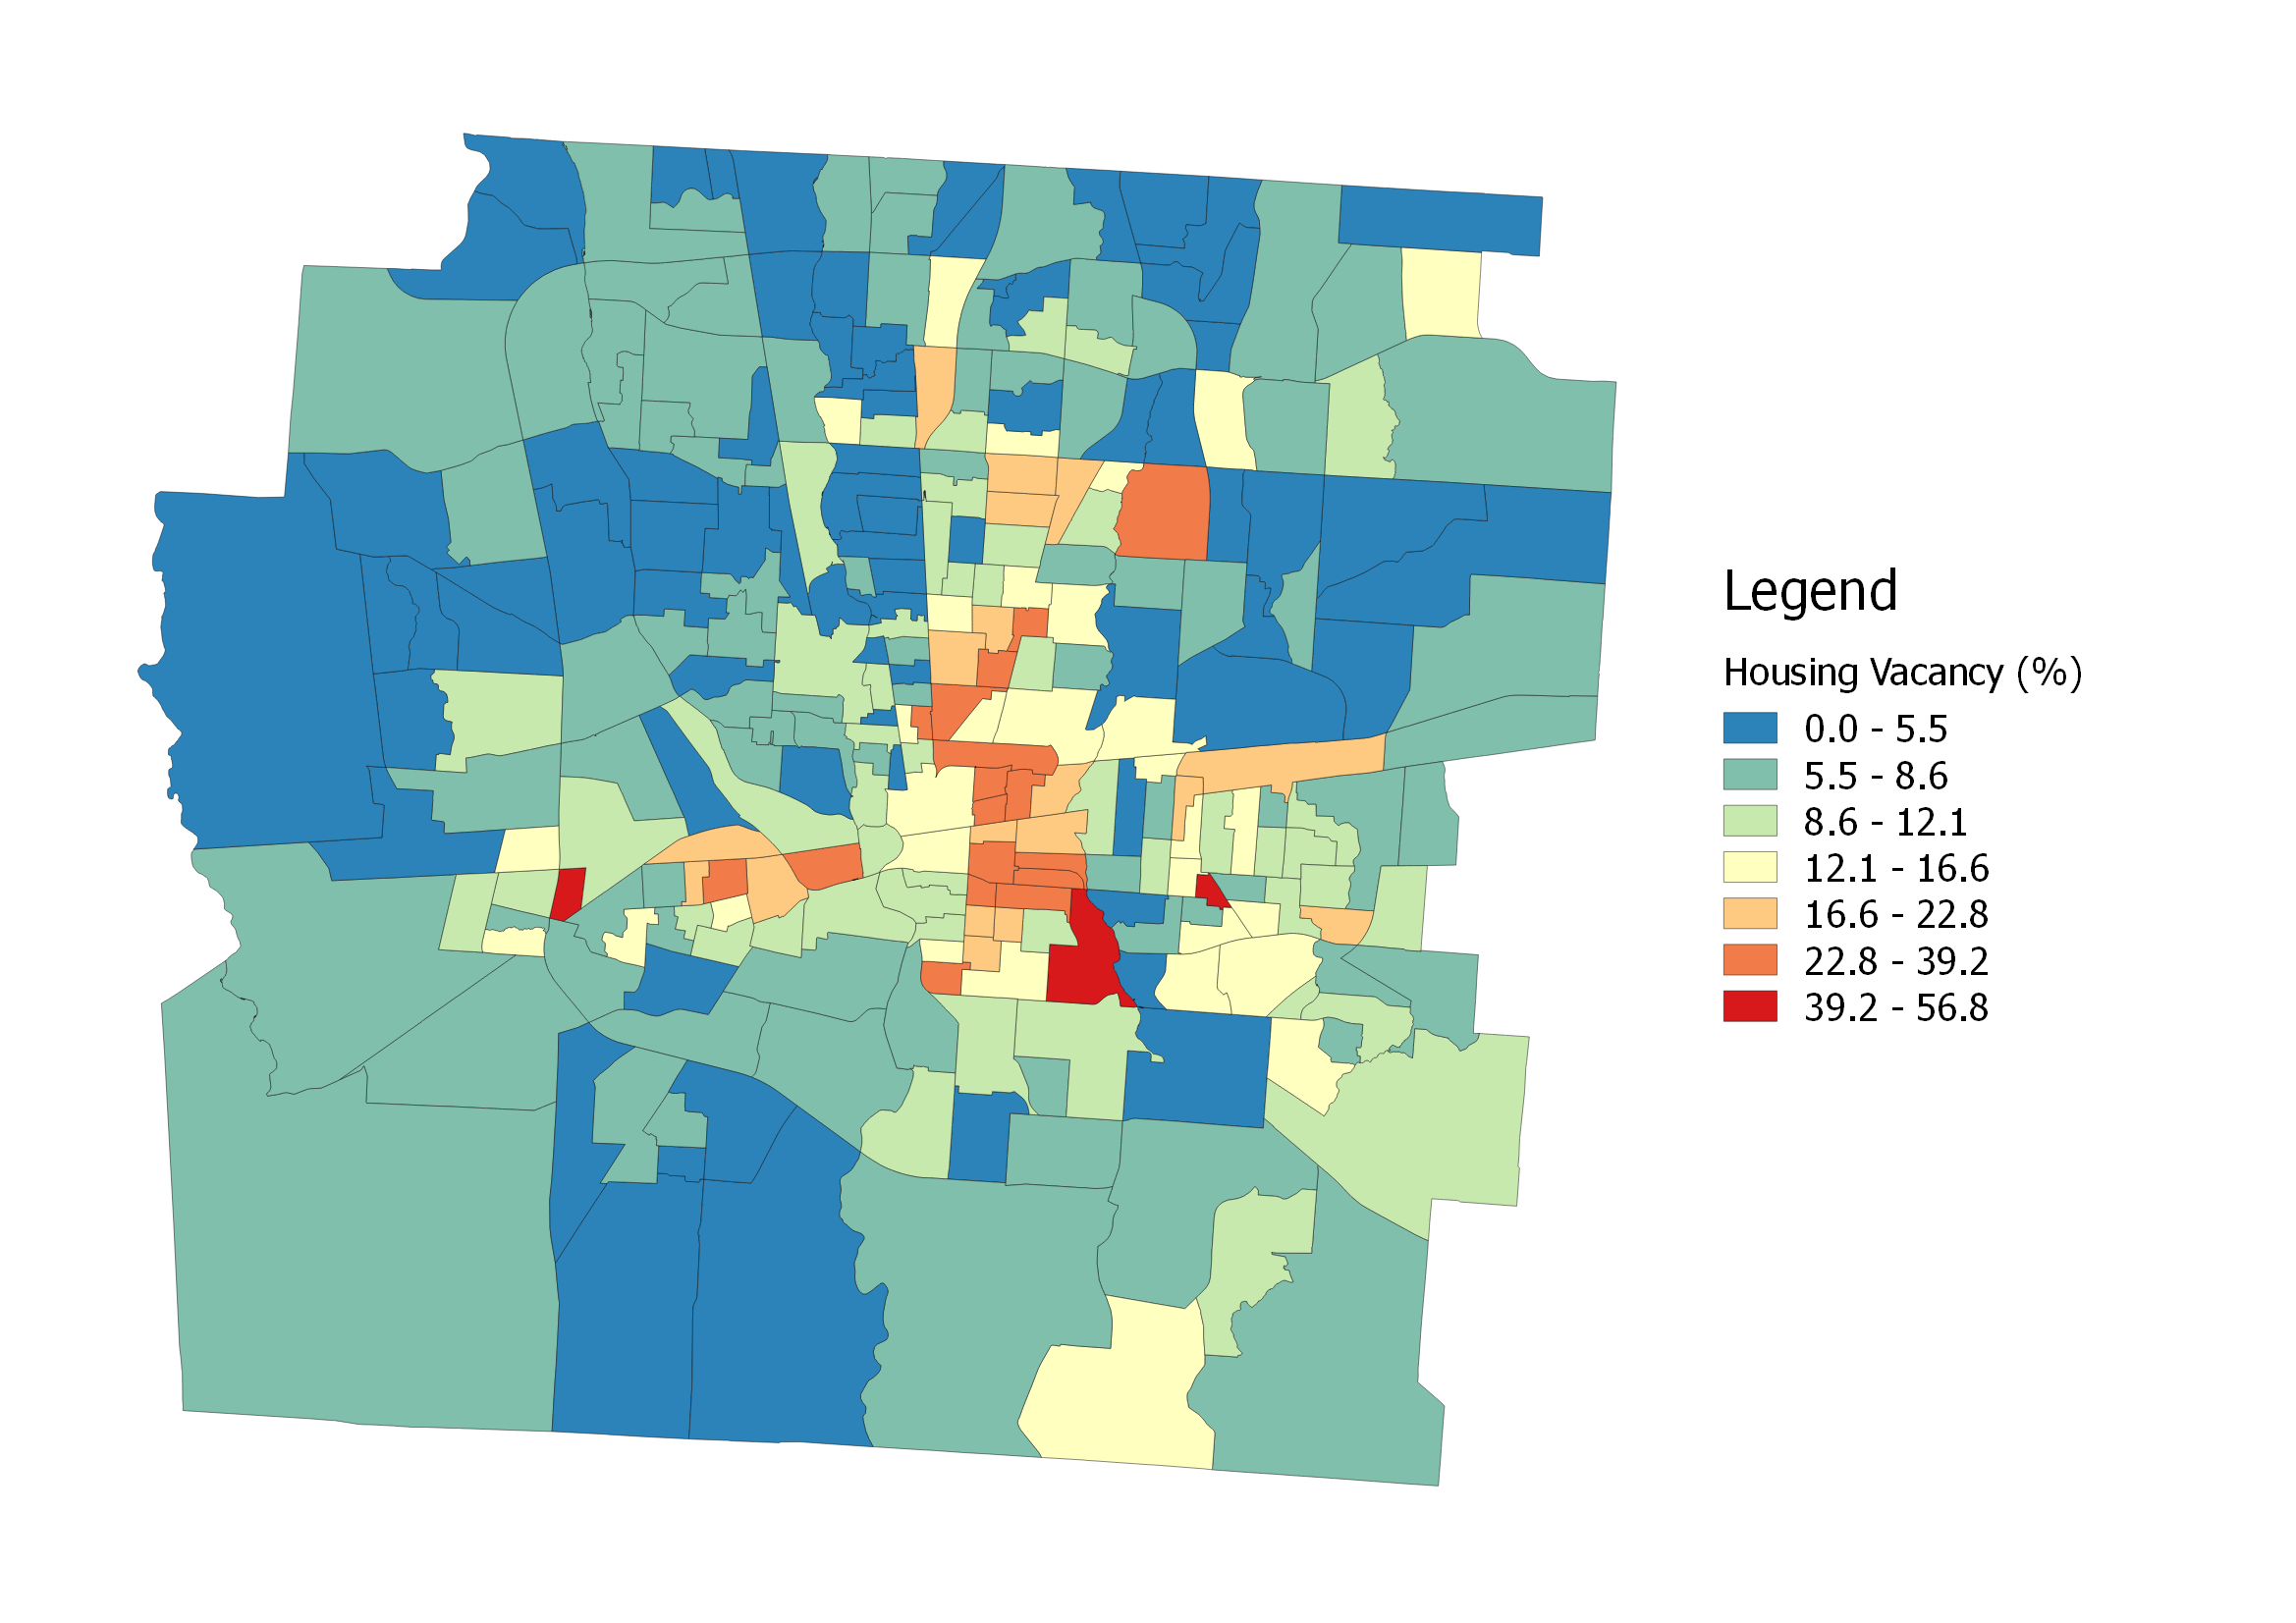 Legend
Housing Vacancy (%)
0.0 - 5.5
5.5 - 8.6
8.6 - 12.1
12.1 - 16.6
16.6 - 22.8
22.8 - 39.2
39.2 - 56.8